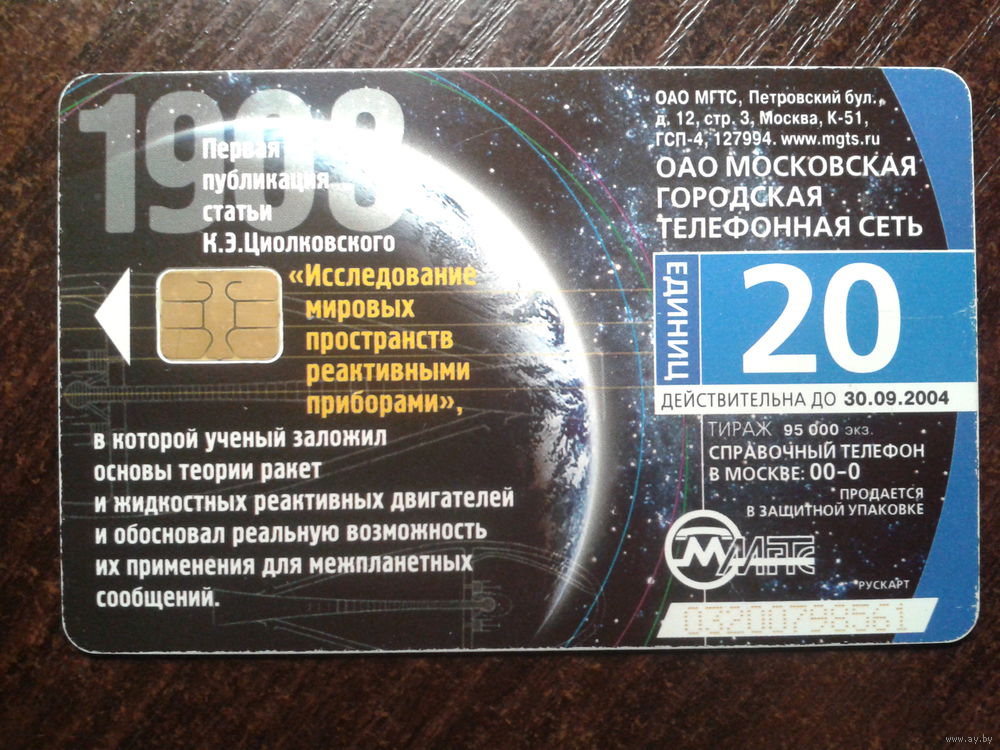 Первая
публикация
статьи
К.Э.Циолковского
«Исследование
мировых
пространств
реактивными
приборами»,
в которой ученый заложил
основы теории ракет
и жидкостных реактивных двигателей
и обосновал реальную возможность
их применения для межпланетных
сообщений.
ОАО МГТС, Петровский бул.,
д. 12, стр. 3, Москва, К-51,
ГСП-4, 127994. www.mgts.ru
ОАО МОСКОВСКАЯ
ГОРОДСКАЯ
ТЕЛЕФОННАЯ СЕТЬ
ЕДИНИЦ
20
ДЕЙСТВИТЕЛЬНА ДО 30.09.2004
ТИРАЖ 95 000 ЭКЗ.
СПРАВОЧНЫЙ ТЕЛЕФОН
В МОСКВЕ: 00-0
ПРОДАЕТСЯ
В ЗАЩИТНОЙ УПАКОВКЕ
М МГТС
РУСКАРТ
www.ay.by